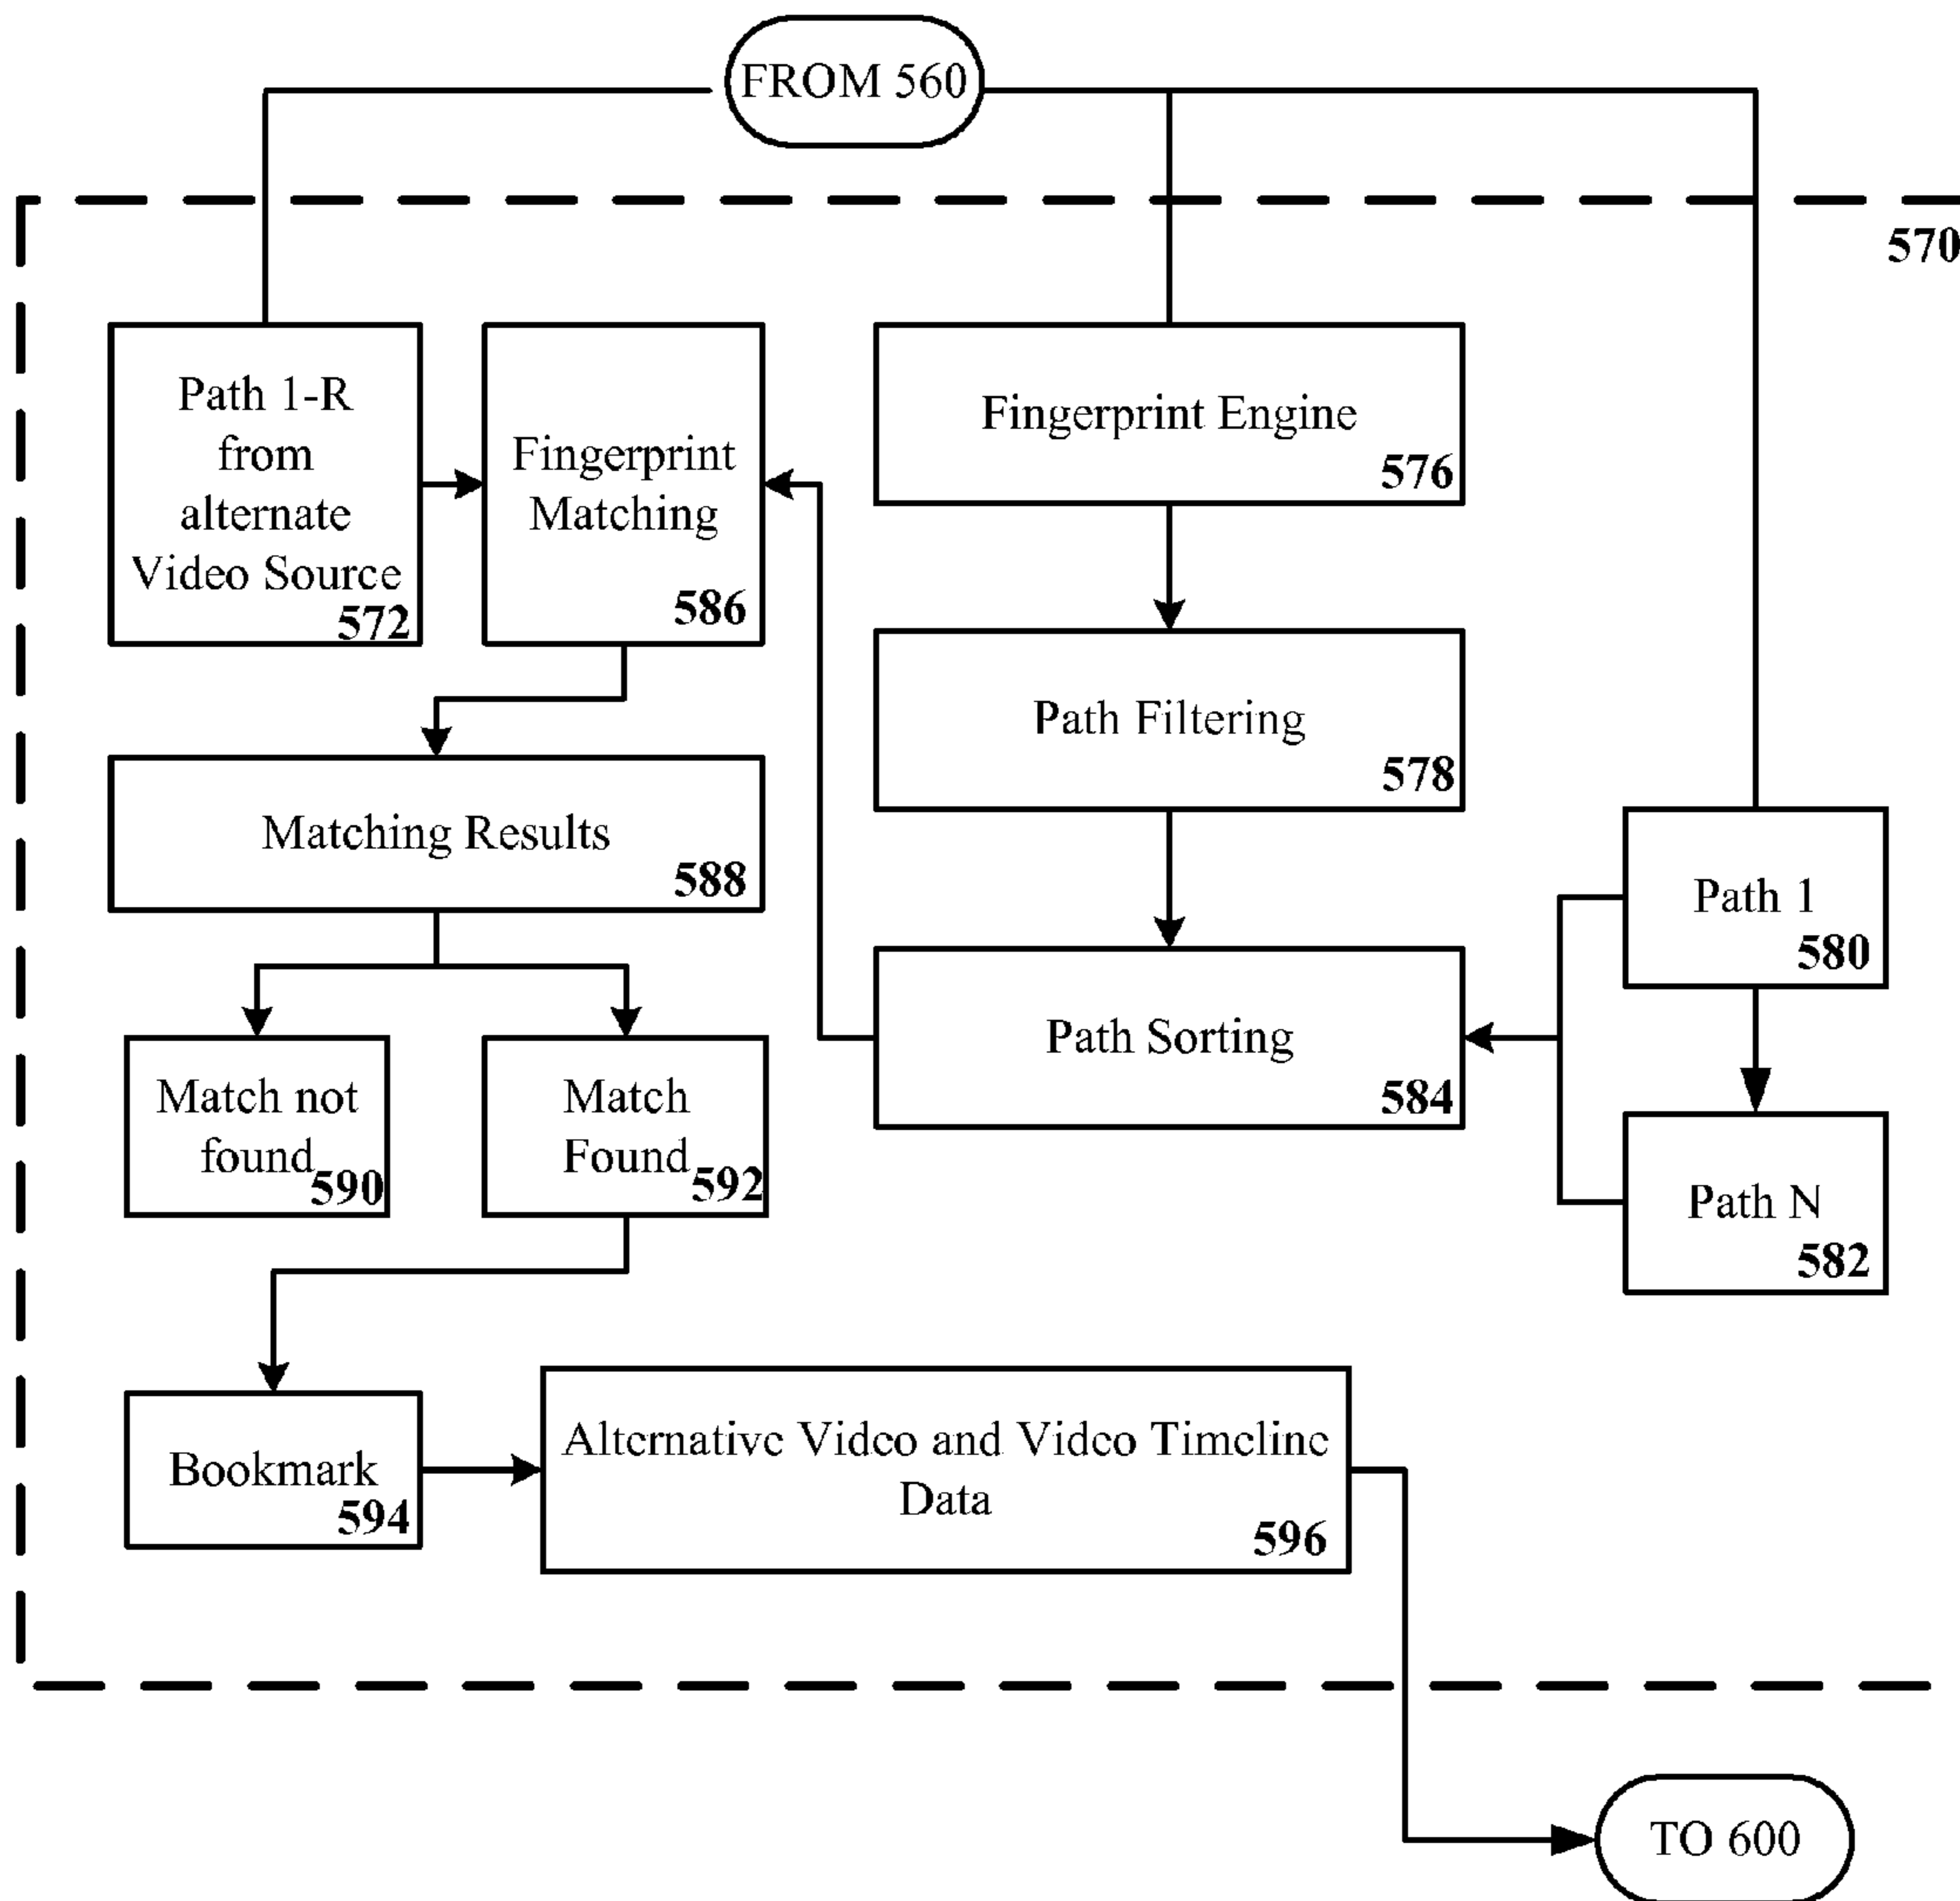 FROM 560
570
Path 1-R
from
alternate
Video Source
572
Fingerprint
Matching
586
Fingerprint Engine
576
Path Filtering
578
Matching Results
588
Path 1
580
Path Sorting
584
Match not
found
590
Match
Found
592
Path N
582
Bookmark
594
Alternative Video and Video Timeline
Data
596
TO 600